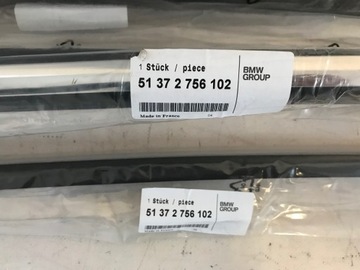 1 Stück / piece
51 37 2 756 102
BMW
GROUP
Made in France
1 Stück / piece
51 37 2 756 102
BMW
GROUP